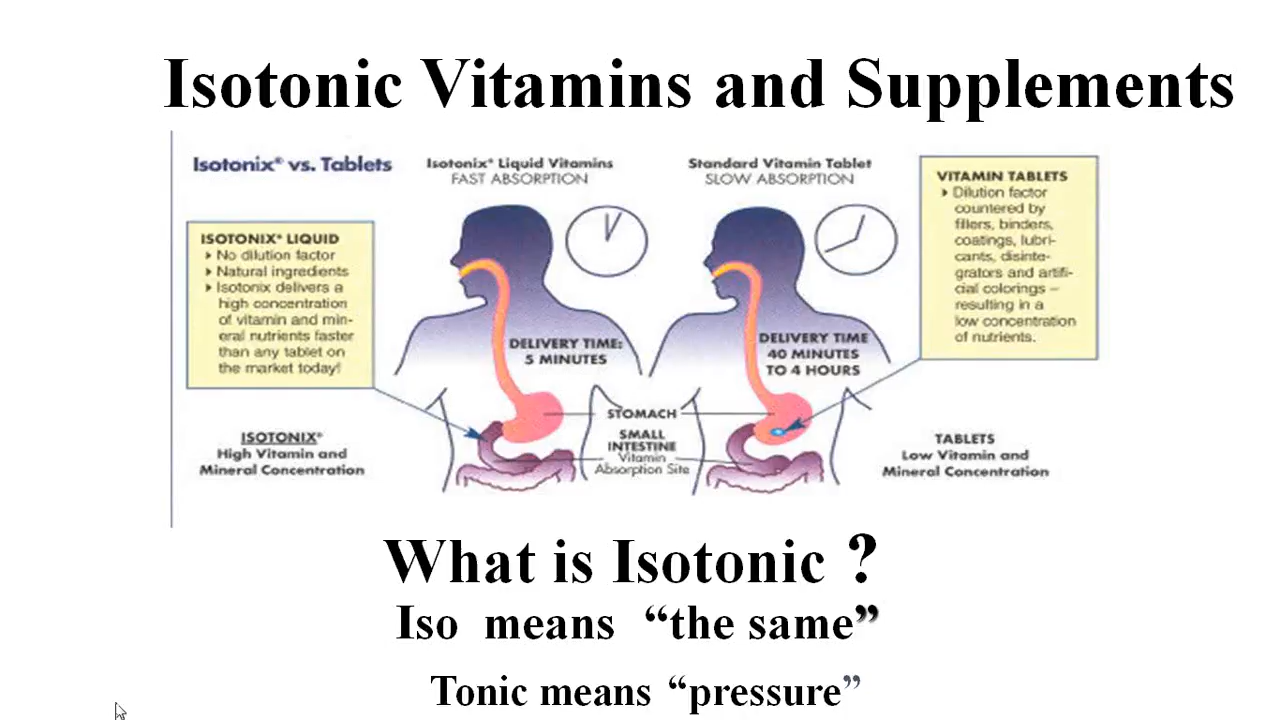 Isotonic Vitamins and Supplements
Isotonix® vs. Tablets
Isotonix® Liquid Vitamins
FAST ABSORPTION
Standard Vitamin Tablet
SLOW ABSORPTION
ISOTONIX® LIQUID
‣ No dilution factor
‣ Natural ingredients
‣ Isotonix delivers a
high concentration
of vitamin and min-
eral nutrients faster
than any tablet on
the market today!
VITAMIN TABLETS
‣ Dilution factor
countered by
fillers, binders,
coatings, lubri-
cants, disinte-
grators and artifi-
cial colorings –
resulting in a
low concentration
of nutrients.
DELIVERY TIME:
5 MINUTES
DELIVERY TIME
40 MINUTES
TO 4 HOURS
STOMACH
SMALL
INTESTINE
Vitamin
Absorption Site
ISOTONIX®
High Vitamin and
Mineral Concentration
TABLETS
Low Vitamin and
Mineral Concentration
What is Isotonic ?
Iso means “the same”
Tonic means “pressure”